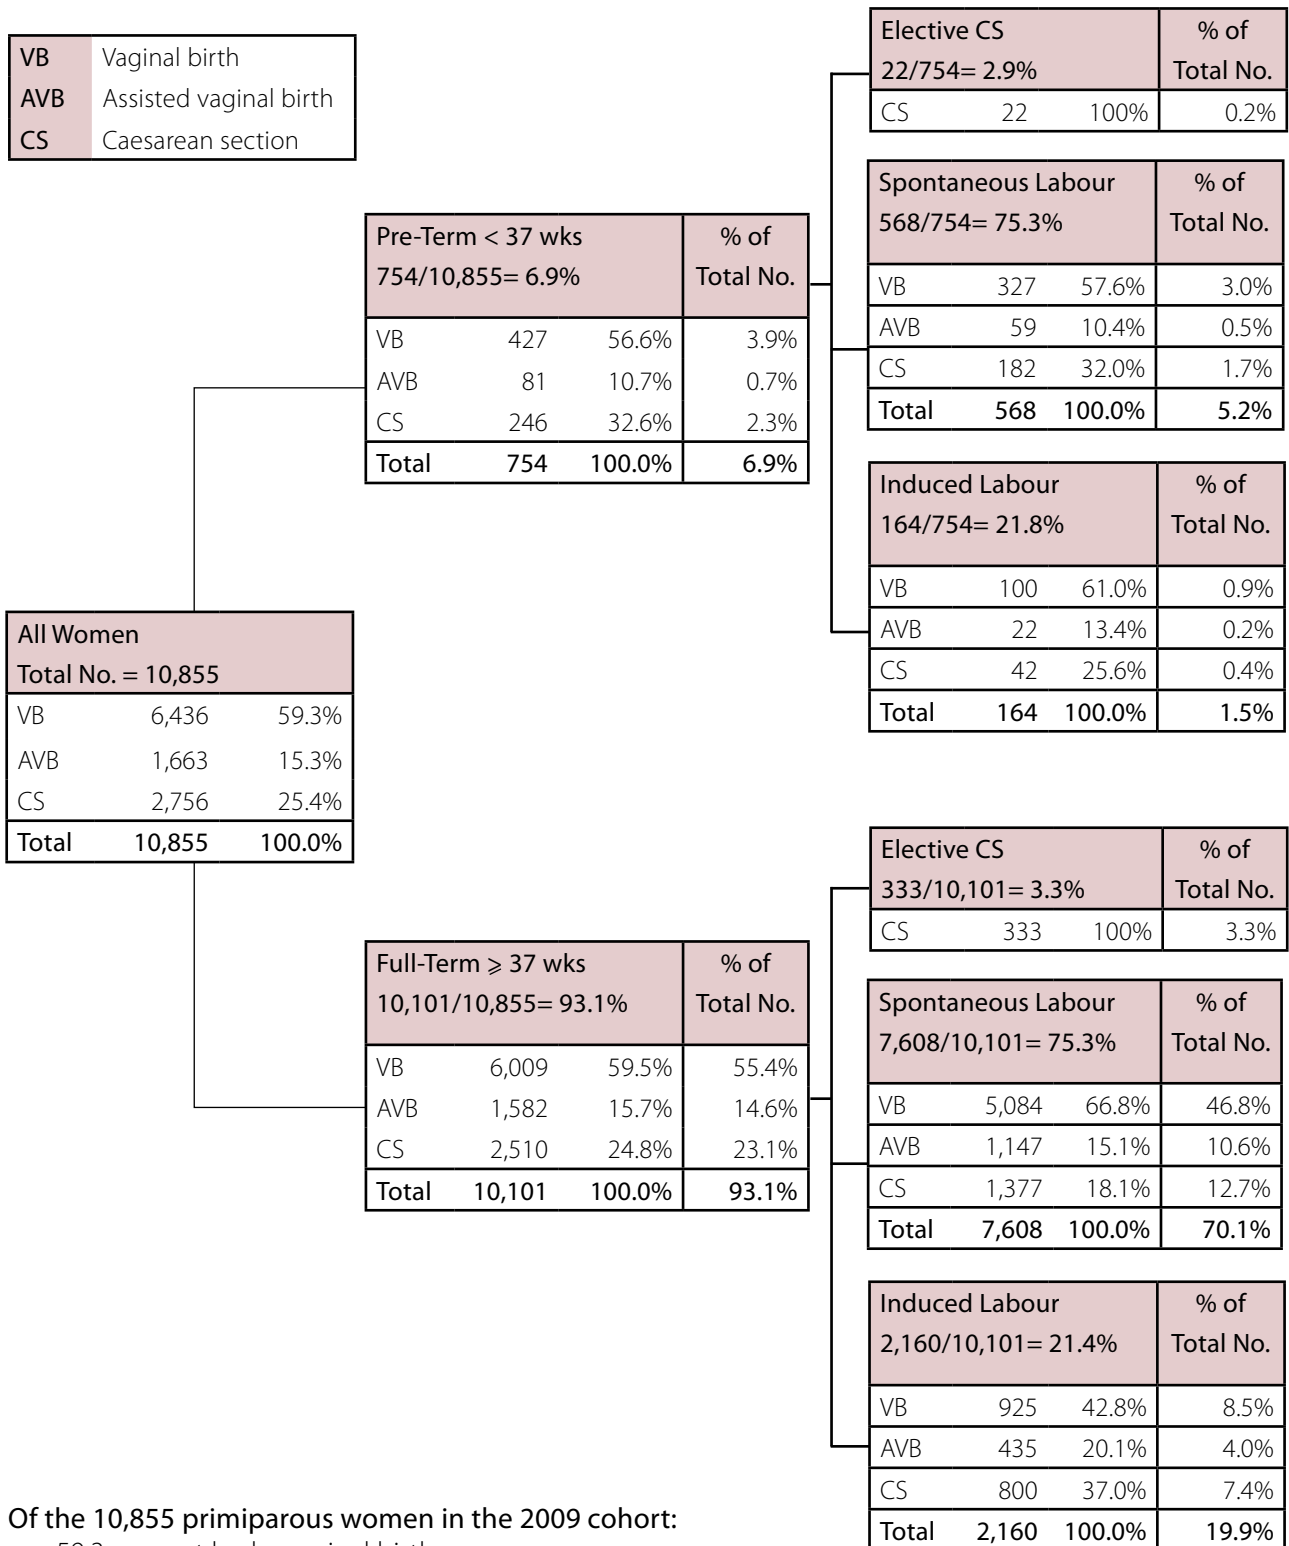 VB Vaginal birth
AVB Assisted vaginal birth
CS Caesarean section
All Women
Total No. = 10,855
VB 6,436 59.3%
AVB 1,663 15.3%
CS 2,756 25.4%
Total 10,855 100.0%
Pre-Term < 37 wks % of
754/10,855= 6.9% Total No.
VB 427 56.6% 3.9%
AVB 81 10.7% 0.7%
CS 246 32.6% 2.3%
Total 754 100.0% 6.9%
Elective CS % of
22/754= 2.9% Total No.
CS 22 100% 0.2%
Spontaneous Labour % of
568/754= 75.3% Total No.
VB 327 57.6% 3.0%
AVB 59 10.4% 0.5%
CS 182 32.0% 1.7%
Total 568 100.0% 5.2%
Induced Labour % of
164/754= 21.8% Total No.
VB 100 61.0% 0.9%
AVB 22 13.4% 0.2%
CS 42 25.6% 0.4%
Total 164 100.0% 1.5%
Full-Term ⩾ 37 wks % of
10,101/10,855= 93.1% Total No.
VB 6,009 59.5% 55.4%
AVB 1,582 15.7% 14.6%
CS 2,510 24.8% 23.1%
Total 10,101 100.0% 93.1%
Elective CS % of
333/10,101= 3.3% Total No.
CS 333 100% 3.3%
Spontaneous Labour % of
7,608/10,101= 75.3% Total No.
VB 5,084 66.8% 46.8%
AVB 1,147 15.1% 10.6%
CS 1,377 18.1% 12.7%
Total 7,608 100.0% 70.1%
Induced Labour % of
2,160/10,101= 21.4% Total No.
VB 925 42.8% 8.5%
AVB 435 20.1% 4.0%
CS 800 37.0% 7.4%
Total 2,160 100.0% 19.9%
Of the 10,855 primiparous women in the 2009 cohort: